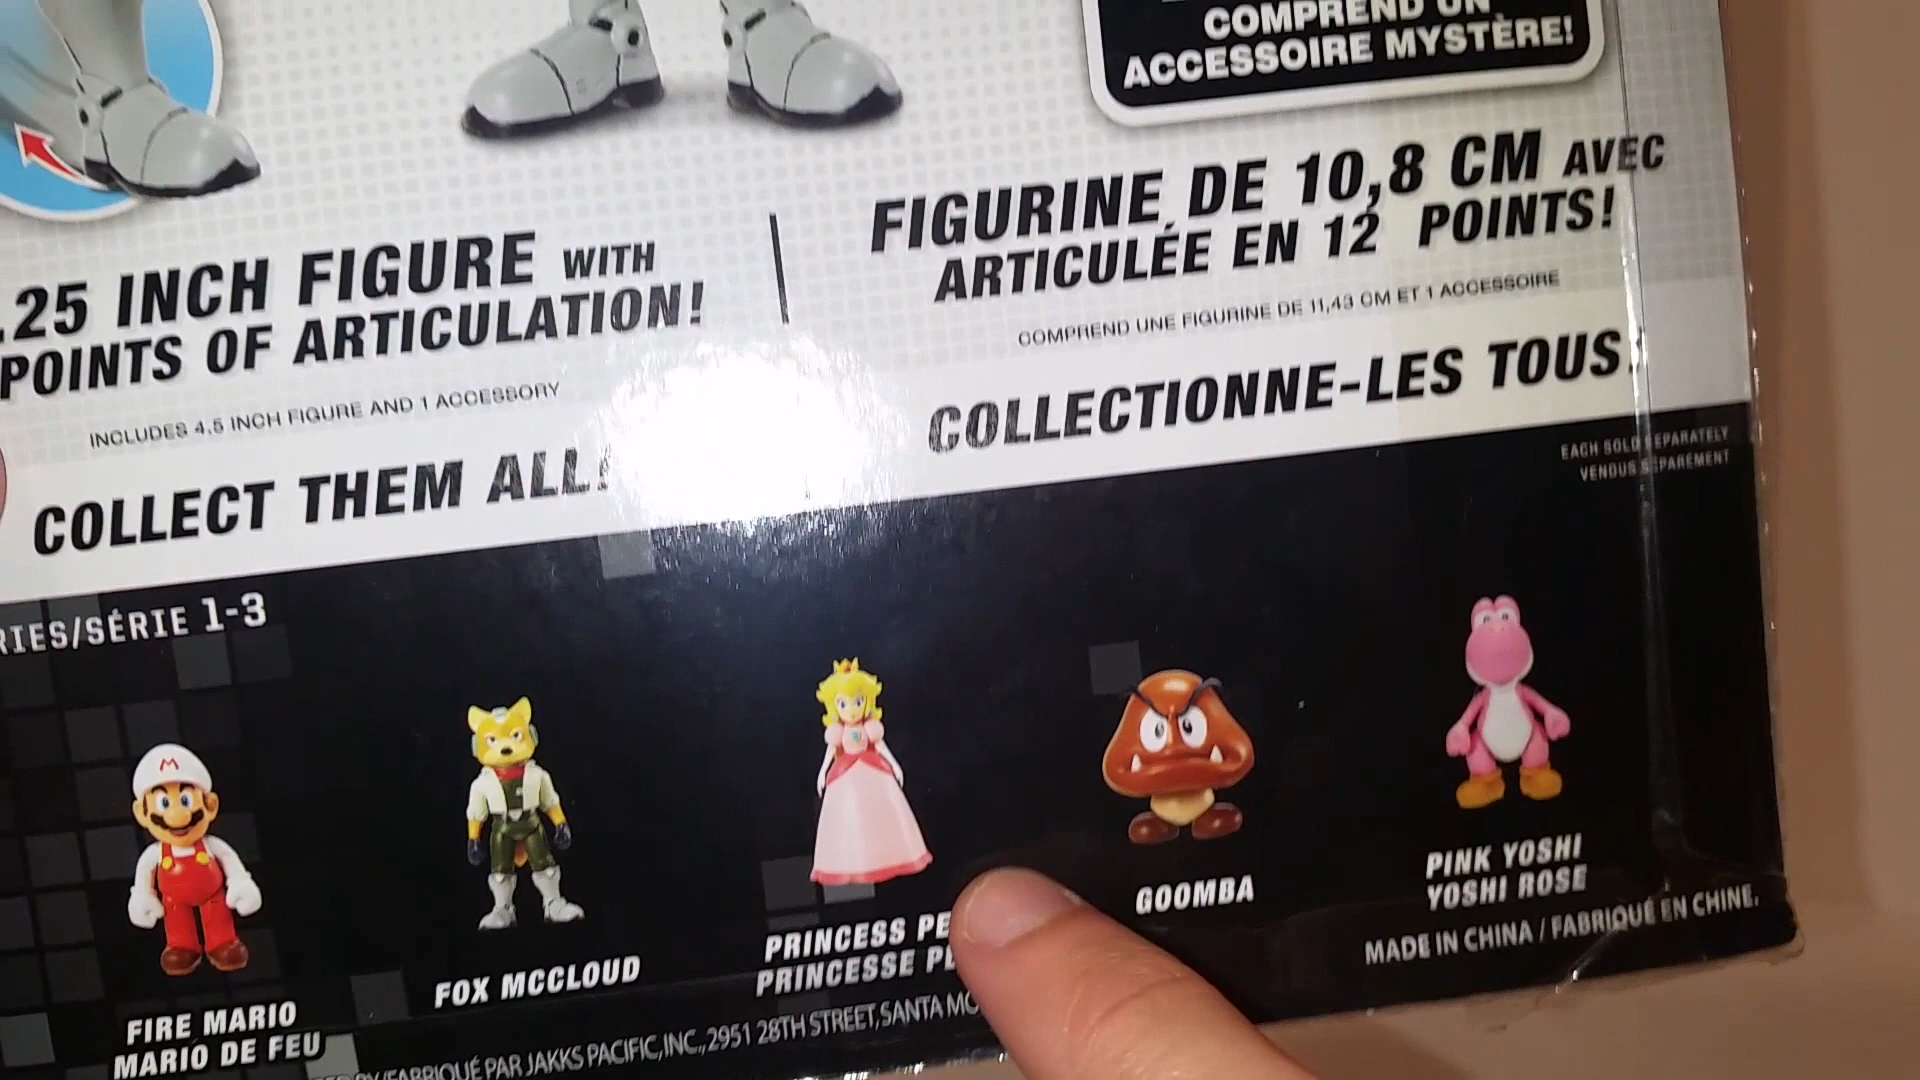 COMPREND UN
ACCESSOIRE MYSTÈRE!
.25 INCH FIGURE WITH
POINTS OF ARTICULATION!
INCLUDES 4.5 INCH FIGURE AND 1 ACCESSORY
COLLECT THEM ALL!
FIGURINE DE 10,8 CM AVEC
ARTICULÉE EN 12 POINTS!
COMPREND UNE FIGURINE DE 11,43 CM ET 1 ACCESSOIRE
COLLECTIONNE-LES TOUS!
EACH SOLD SEPARATELY
VENDUS SÉPAREMENT
RIES/SÉRIE 1-3
M
FIRE MARIO
MARIO DE FEU
FOX MCCLOUD
PRINCESS PE
PRINCESSE PE
GOOMBA
PINK YOSHI
YOSHI ROSE
MADE IN CHINA / FABRIQUÉ EN CHINE.
BY/FABRIQUÉ PAR JAKKS PACIFIC, INC., 2951 28TH STREET, SANTA MO